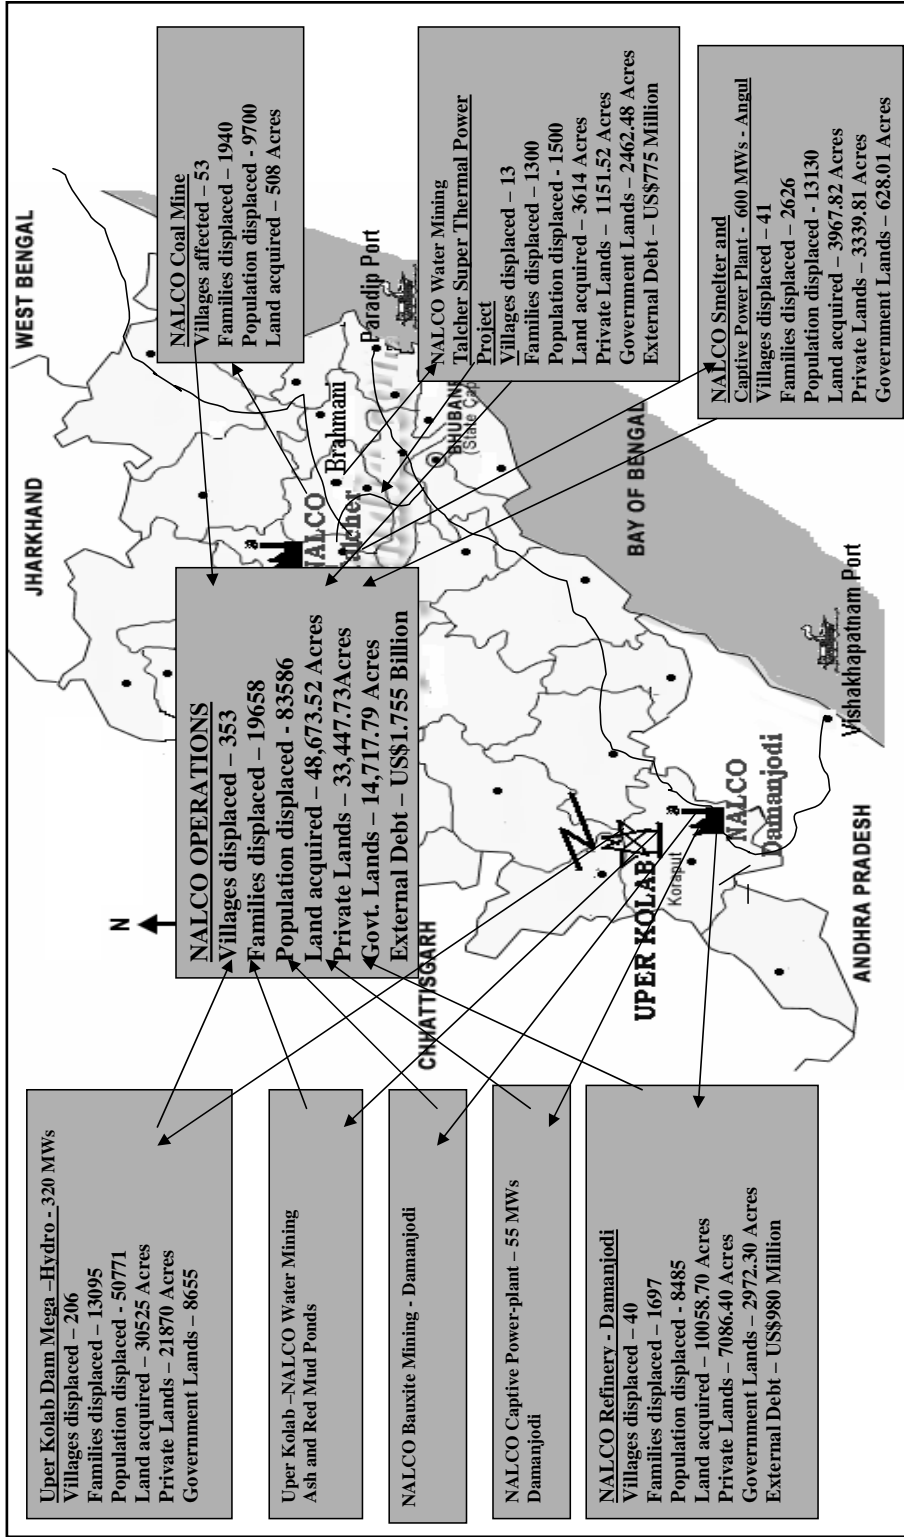 Uper Kolab Dam Mega –Hydro - 320 MWs
Villages displaced – 206
Families displaced – 13095
Population displaced - 50771
Land acquired – 30525 Acres
Private Lands – 21870 Acres
Government Lands – 8655
Uper Kolab –NALCO Water Mining
Ash and Red Mud Ponds
NALCO Bauxite Mining - Damanjodi
NALCO Captive Power-plant – 55 MWs
Damanjodi
NALCO Refinery - Damanjodi
Villages displaced – 40
Families displaced – 1697
Population displaced - 8485
Land acquired – 10058.70 Acres
Private Lands – 7086.40 Acres
Government Lands – 2972.30 Acres
External Debt – US$980 Million
N
NALCO OPERATIONS
Villages displaced – 353
Families displaced – 19658
Population displaced - 83586
Land acquired – 48,673.52 Acres
Private Lands – 33,447.73Acres
Govt. Lands – 14,717.79 Acres
External Debt – US$1.755 Billion
CHHATTISGARH
UPER KOLAB
Koraput
NALCO
Damanjodi
ANDHRA PRADESH
Vishakhapatnam Port
JHARKHAND
WEST BENGAL
NALCO
Brahmani
Paradip Port
(State Cap
BAY OF BENGAL
NALCO Coal Mine
Villages affected – 53
Families displaced – 1940
Population displaced - 9700
Land acquired – 508 Acres
NALCO Water Mining
Talcher Super Thermal Power
Project
Villages displaced – 13
Families displaced – 1300
Population displaced- 1500
Land acquired – 3614 Acres
Private Lands – 1151.52 Acres
Government Lands – 2462.48 Acres
External Debt – US$775 Million
NALCO Smelter and
Captive Power Plant - 600 MWs - Angul
Villages displaced – 41
Families displaced – 2626
Population displaced - 13130
Land acquired – 3967.82 Acres
Private Lands – 3339.81 Acres
Government Lands – 628.01 Acres